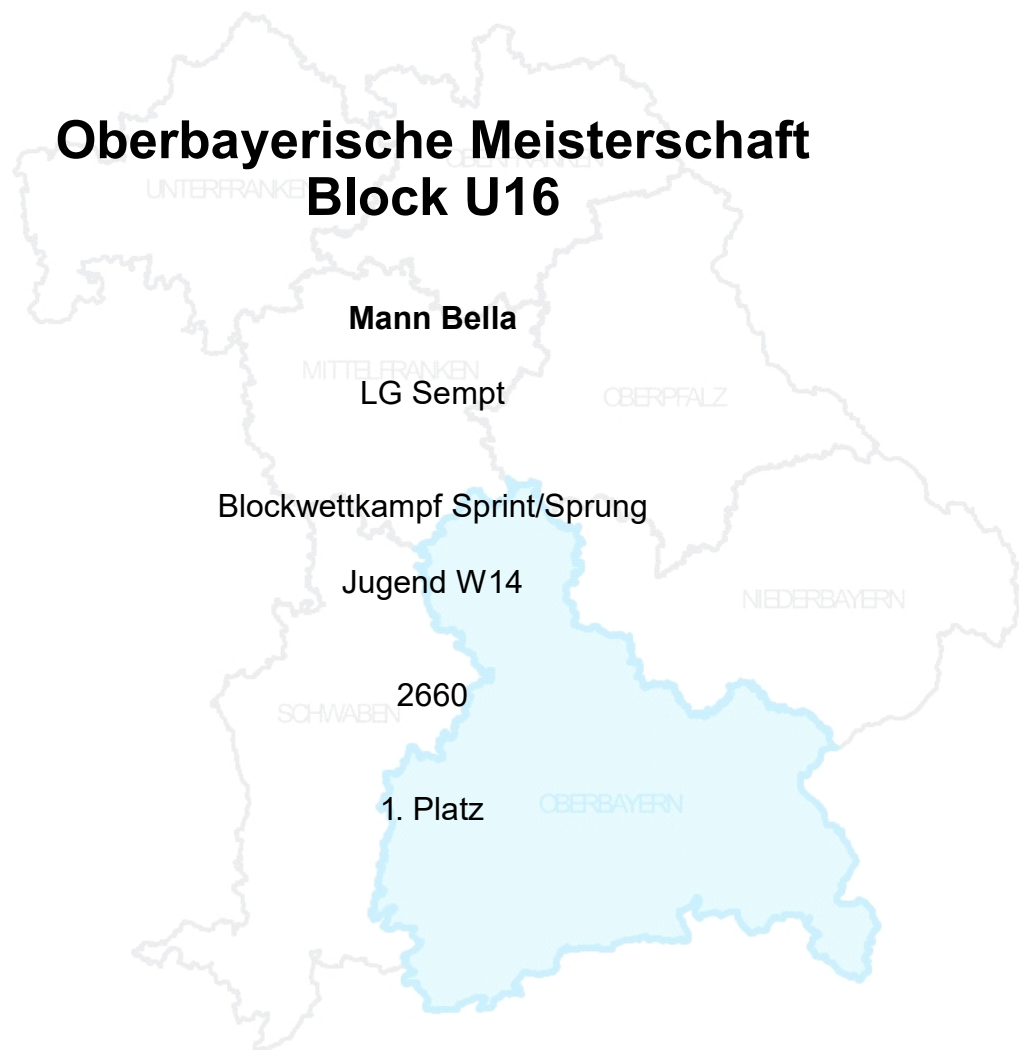 Oberbayerische Meisterschaft
OBERFRANKEN
UNTERFRANKEN
Block U16
Mann Bella
MITTELFRANKEN
LG Sempt
OBERPFALZ
Blockwettkampf Sprint/Sprung
Jugend W14
NIEDERBAYERN
2660
SCHWABEN
1. Platz
OBERBAYERN